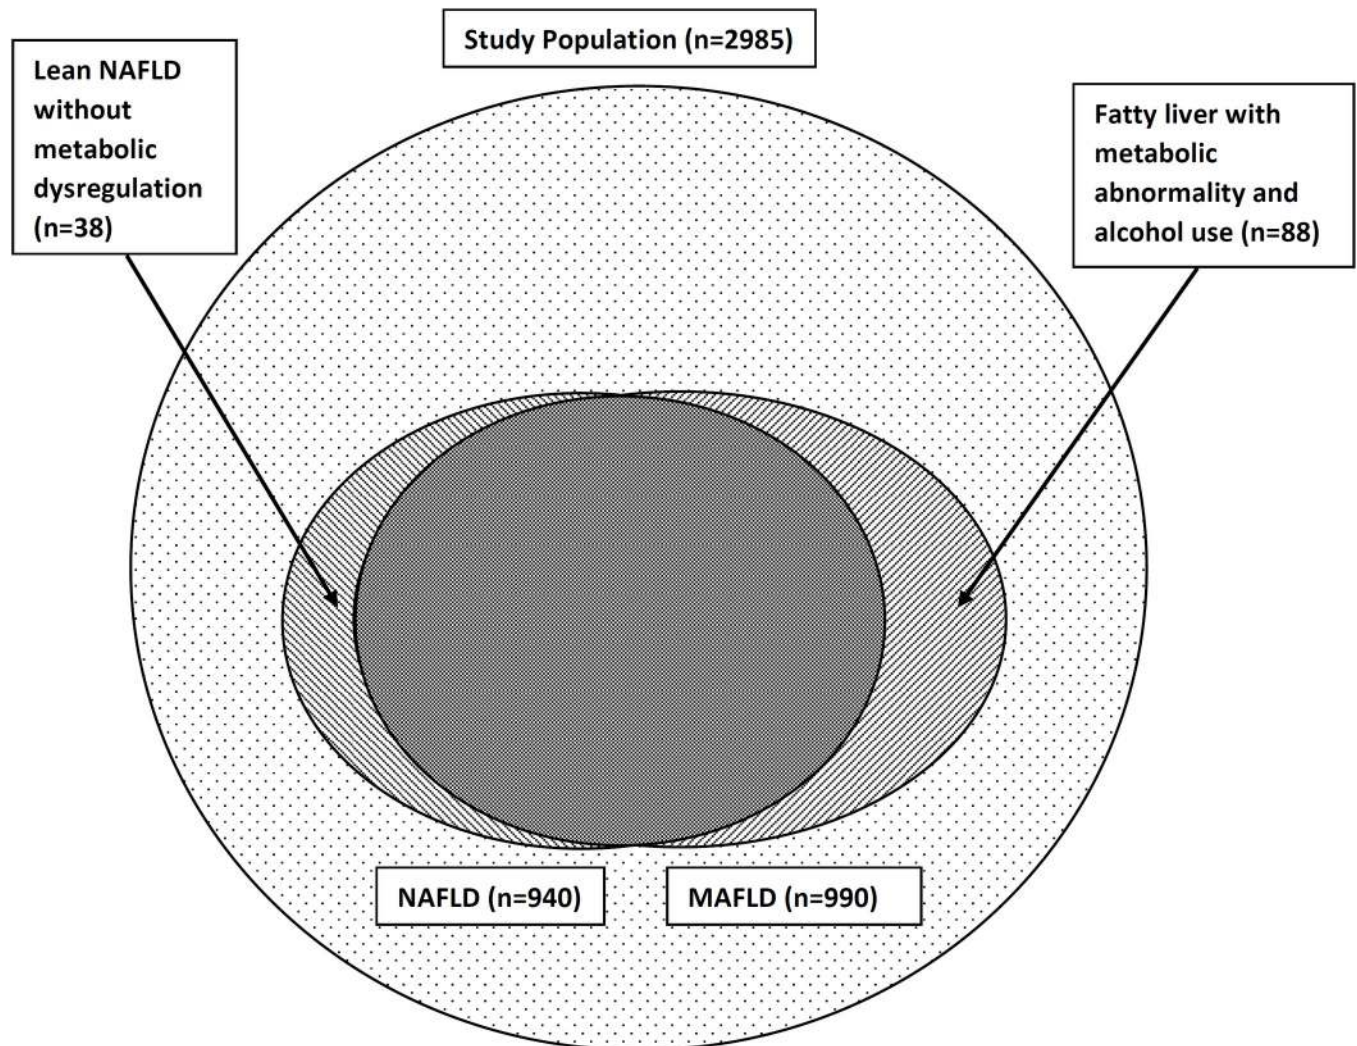 Study Population (n=2985)
Lean NAFLD
without
metabolic
dysregulation
(n=38)
Fatty liver with
metabolic
abnormality and
alcohol use (n=88)
NAFLD (n=940)
MAFLD (n=990)